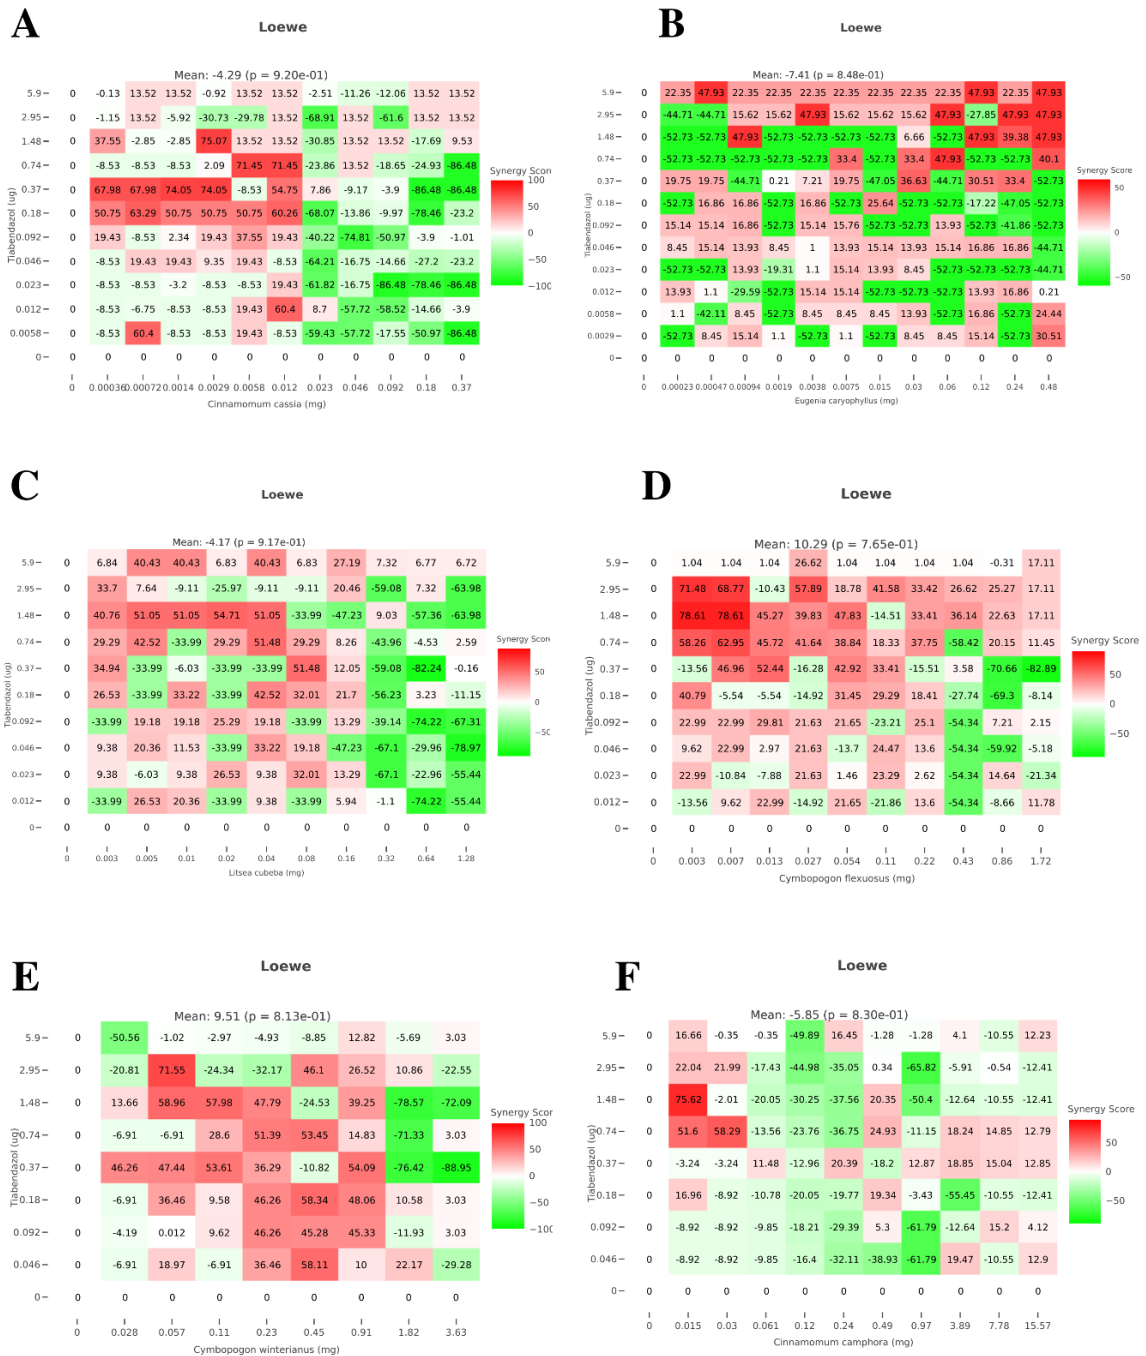 A
Loewe
Mean: -4.29 (p = 9.20e-01)
5.9 0 -0.13 13.52 13.52 -0.92 13.52 13.52 -2.51 -11.26 -12.06 13.52 13.52
2.95 0 -1.15 13.52 -5.92 -30.73 -29.78 13.52 -68.91 13.52 -61.6 13.52 13.52
1.48 0 37.55 -2.85 -2.85 75.07 13.52 13.52 -30.85 13.52 13.52 -17.69 9.53
0.74 0 -8.53 -8.53 -8.53 2.09 71.45 71.45 -23.86 13.52 -18.65 -24.93 -86.48
0.37 0 67.98 67.98 74.05 74.05 -8.53 54.75 7.86 -9.17 -3.9 -86.48 -86.48
0.18 0 50.75 63.29 50.75 50.75 50.75 60.26 -68.07 -13.86 -9.97 -78.46 -23.2
0.092 0 19.43 -8.53 2.34 19.43 37.55 19.43 -40.22 -74.81 -50.97 -3.9 -1.01
0.046 0 -8.53 19.43 19.43 9.35 19.43 -8.53 -64.21 -16.75 -14.66 -27.2 -23.2
0.023 0 -8.53 -8.53 -3.2 -8.53 -8.53 19.43 -61.82 -16.75 -86.48 -78.46 -86.48
0.012 0 -8.53 -6.75 -8.53 -8.53 19.43 60.4 8.7 -57.72 -58.52 -14.66 -3.9
0.0058 0 -8.53 60.4 -8.53 -8.53 19.43 -8.53 -59.43 -57.72 -17.55 -50.97 -86.48
0 0 0 0 0 0 0 0 0 0 0 0
0 0.00036 0.00072 0.0014 0.0029 0.0058 0.012 0.023 0.046 0.092 0.18 0.37
Cinnamomum cassia (mg)
Tiabendazol (ug)
Synergy Scor
100
50
0
−50
−100
B
Loewe
Mean: -7.41 (p = 8.48e-01)
5.9 0 22.35 47.93 22.35 22.35 22.35 22.35 22.35 22.35 22.35 47.93 22.35 47.93
2.95 0 -44.71 -44.71 15.62 15.62 47.93 15.62 15.62 15.62 47.93 -27.85 47.93 47.93
1.48 0 -52.73 -52.73 47.93 -52.73 -52.73 -52.73 -52.73 6.66 -52.73 47.93 39.38 47.93
0.74 0 -52.73 -52.73 -52.73 -52.73 -52.73 33.4 -52.73 33.4 47.93 -52.73 -52.73 40.1
0.37 0 19.75 19.75 -44.71 0.21 7.21 19.75 -47.05 36.63 -44.71 30.51 33.4 -52.73
0.18 0 -52.73 16.86 16.86 -52.73 16.86 -52.73 25.64 -52.73 -52.73 -17.22 -47.05 -52.73
0.092 0 15.14 15.14 16.86 -52.73 15.14 -52.73 15.76 -52.73 13.93 -52.73 -41.86 -52.73
0.046 0 8.45 15.14 13.93 8.45 1 13.93 15.14 13.93 15.14 16.86 16.86 -44.71
0.023 0 -52.73 -52.73 13.93 -19.31 1.1 15.14 13.93 8.45 -52.73 -52.73 -52.73 -44.71
0.012 0 13.93 1.1 -29.59 -52.73 15.14 15.14 -52.73 -52.73 -52.73 13.93 16.86 0.21
0.0058 0 1.1 -42.11 8.45 -52.73 8.45 8.45 8.45 13.93 -52.73 16.86 -52.73 24.44
0.0029 0 -52.73 8.45 15.14 1.1 -52.73 1.1 -52.73 8.45 8.45 15.14 -52.73 30.51
0 0 0 0 0 0 0 0 0 0 0 0 0
0 0.00023 0.00047 0.00094 0.0019 0.0038 0.0075 0.015 0.03 0.06 0.12 0.24 0.48
Eugenia caryophyllus (mg)
Tiabendazol (ug)
Synergy Score
50
0
−50
C
Loewe
Mean: -4.17 (p = 9.17e-01)
5.9 0 6.84 40.43 40.43 6.83 40.43 6.83 27.19 7.32 6.77 6.72
2.95 0 33.7 7.64 -9.11 -25.97 -9.11 -9.11 20.46 -59.08 7.32 -63.98
1.48 0 40.76 51.05 51.05 54.71 51.05 -33.99 -47.23 9.03 -57.36 -63.98
0.74 0 29.29 42.52 -33.99 29.29 51.48 29.29 8.26 -43.96 -4.53 2.59
0.37 0 34.94 -33.99 -6.03 -33.99 -33.99 51.48 12.05 -59.08 -82.24 -0.16
0.18 0 26.53 -33.99 33.22 -33.99 42.52 32.01 21.7 -56.23 3.23 -11.15
0.092 0 -33.99 19.18 19.18 25.29 19.18 -33.99 13.29 -39.14 -74.22 -67.31
0.046 0 9.38 20.36 11.53 -33.99 33.22 19.18 -47.23 -67.1 -29.96 -78.97
0.023 0 9.38 -6.03 9.38 26.53 9.38 32.01 13.29 -67.1 -22.96 -55.44
0.012 0 -33.99 26.53 20.36 -33.99 9.38 -33.99 5.94 -1.1 -74.22 -55.44
0 0 0 0 0 0 0 0 0 0 0 0
0 0.003 0.005 0.01 0.02 0.04 0.08 0.16 0.32 0.64 1.28
Litsea cubeba (mg)
Tiabendazol (ug)
Synergy Score
50
0
D
Loewe
Mean: 10.29 (p = 7.65e-01)
5.9 0 1.04 1.04 1.04 26.62 1.04 1.04 1.04 1.04 -0.31 17.11
2.95 0 71.48 68.77 -10.43 57.89 18.78 41.58 33.42 26.62 25.27 17.11
1.48 0 78.61 78.61 45.27 39.83 47.83 -14.51 33.41 36.14 22.63 17.11
0.74 0 58.26 62.95 45.72 41.64 38.84 18.33 37.75 -58.42 20.15 11.45
0.37 0 -13.56 46.96 52.44 -16.28 42.92 33.41 -15.51 3.58 -70.66 -82.89
0.18 0 40.79 -5.54 -5.54 -14.92 31.45 29.29 18.41 -27.74 -69.3 -8.14
0.092 0 22.99 22.99 29.81 21.63 21.65 -23.21 25.1 -54.34 7.21 2.15
0.046 0 9.62 22.99 2.97 21.63 -13.7 24.47 13.6 -54.34 -59.92 -5.18
0.023 0 22.99 -10.84 -7.88 21.63 1.46 23.29 2.62 -54.34 14.64 -21.34
0.012 0 -13.56 9.62 22.99 -14.92 21.65 -21.86 13.6 -54.34 -8.66 11.78
0 0 0 0 0 0 0 0 0 0 0 0
0 0.003 0.007 0.013 0.027 0.054 0.11 0.22 0.43 0.86 1.72
Cymbopogon flexuosus (mg)
Tiabendazol (ug)
Synergy Score
50
0
−50
E
Loewe
Mean: 9.51 (p = 8.13e-01)
5.9 0 -50.56 -1.02 -2.97 -4.93 -8.85 12.82 -5.69 3.03
2.95 0 -20.81 71.55 -24.34 -32.17 46.1 26.52 10.86 -22.55
1.48 0 13.66 58.96 57.98 47.79 -24.53 39.25 -78.57 -72.09
0.74 0 -6.91 -6.91 28.6 51.39 53.45 14.83 -71.33 3.03
0.37 0 46.26 47.44 53.61 36.29 -10.82 54.09 -76.42 -88.95
0.18 0 -6.91 36.46 9.58 46.26 58.34 48.06 10.58 3.03
0.092 0 -4.19 0.012 9.62 46.26 45.28 45.33 -11.93 3.03
0.046 0 -6.91 18.97 -6.91 36.46 58.11 10 22.17 -29.28
0 0 0 0 0 0 0 0 0 0
0 0.028 0.057 0.11 0.23 0.45 0.91 1.82 3.63
Cymbopogon winterianus (mg)
Tiabendazol (ug)
Synergy Scor
100
50
0
−50
F
Loewe
Mean: -5.85 (p = 8.30e-01)
5.9 0 16.66 -0.35 -0.35 -49.89 16.45 -1.28 -1.28 4.1 -10.55 12.23
2.95 0 22.04 21.99 -17.43 -44.98 -35.05 0.34 -65.82 -5.91 -0.54 -12.41
1.48 0 75.62 -2.01 -20.05 -30.25 -37.56 20.35 -50.4 -12.64 -10.55 -12.41
0.74 0 51.6 58.29 -13.56 -23.76 -36.75 24.93 -11.15 18.24 14.85 12.79
0.37 0 -3.24 -3.24 11.48 -12.96 20.39 -18.2 12.87 18.85 15.04 12.85
0.18 0 16.96 -8.92 -10.78 -20.05 -19.77 19.34 -3.43 -55.45 -10.55 -12.41
0.092 0 -8.92 -8.92 -9.85 -18.21 -29.39 5.3 -61.79 -12.64 15.2 4.12
0.046 0 -8.92 -8.92 -9.85 -16.4 -32.11 -38.93 -61.79 19.47 -10.55 12.9
0 0 0 0 0 0 0 0 0 0 0 0
0 0.015 0.03 0.061 0.12 0.24 0.49 0.97 3.89 7.78 15.57
Cinnamomum camphora (mg)
Tiabendazol (ug)
Synergy Score
50
0
−50